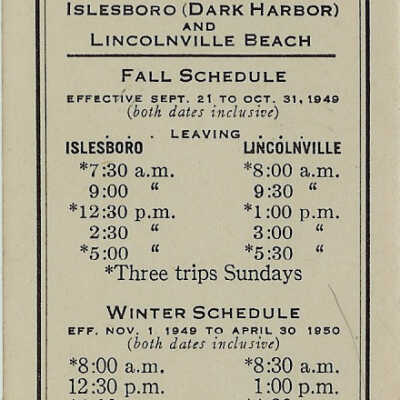 ISLESBORO (DARK HARBOR)
AND
LINCOLNVILLE BEACH
FALL SCHEDULE
EFFECTIVE SEPT. 21 TO OCT. 31, 1949
(both dates inclusive)
. . LEAVING . .
ISLESBORO LINCOLNVILLE
*7:30 a.m. *8:00 a.m.
9:00 " 9:30 "
*12:30 p.m. *1:00 p.m.
2:30 " 3:00 "
*5:00 " *5:30 "
*Three trips Sundays
WINTER SCHEDULE
EFF. NOV. 1 1949 TO APRIL 30 1950
(both dates inclusive)
*8:00 a.m. *8:30 a.m.
12:30 p.m. 1:00 p.m.